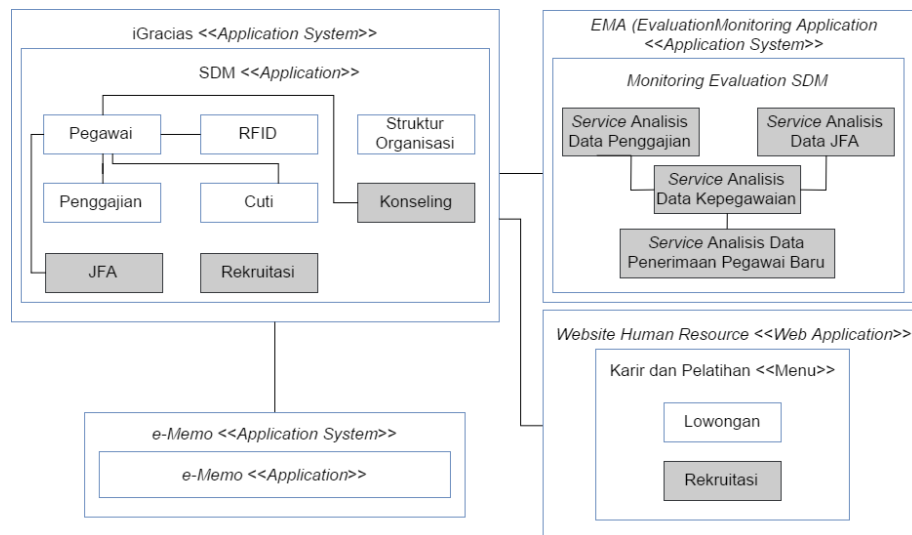 iGracias <<Application System>>
SDM <<Application>>
Pegawai
RFID
Struktur
Organisasi
Penggajian
Cuti
Konseling
JFA
Rekruitasi
e-Memo <<Application System>>
e-Memo <<Application>>
EMA (EvaluationMonitoring Application
<<Application System>>
Monitoring Evaluation SDM
Service Analisis
Data Penggajian
Service Analisis
Data JFA
Service Analisis
Data Kepegawaian
Service Analisis Data
Penerimaan Pegawai Baru
Website Human Resource <<Web Application>>
Karir dan Pelatihan <<Menu>>
Lowongan
Rekruitasi